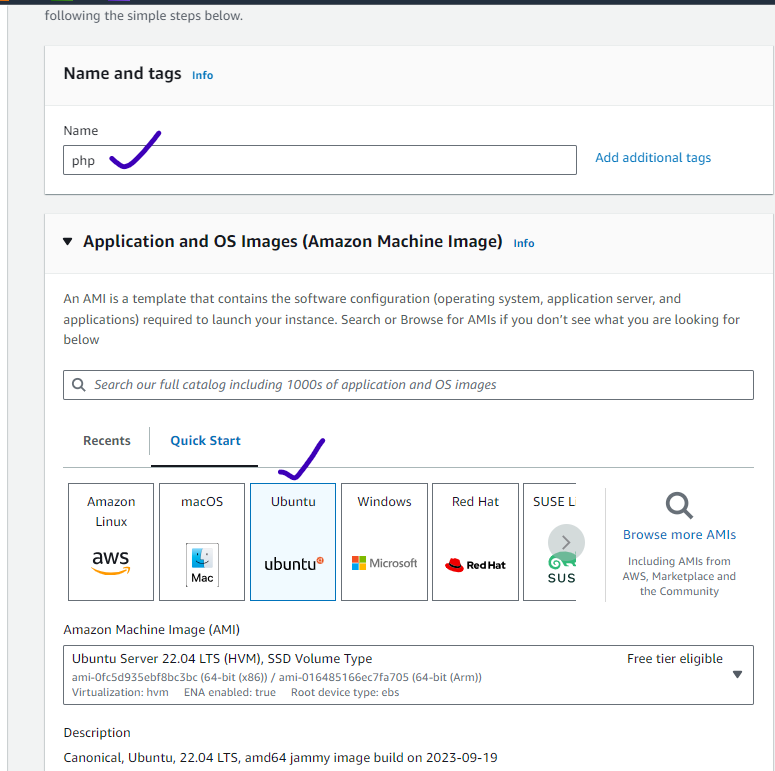 following the simple steps below.
Name and tags Info
Name
php
Add additional tags
Application and OS Images (Amazon Machine Image) Info
An AMI is a template that contains the software configuration (operating system, application server, and
applications) required to launch your instance. Search or Browse for AMIs if you don’t see what you are looking for
below
Search our full catalog including 1000s of application and OS images
Recents
Quick Start
Amazon
Linux
aws
macOS
Mac
Ubuntu
ubuntu
Windows
Microsoft
Red Hat
Red Hat
SUSE L
SUS
Browse more AMIs
Including AMIs from
AWS, Marketplace and
the Community
Amazon Machine Image (AMI)
Ubuntu Server 22.04 LTS (HVM), SSD Volume Type
Free tier eligible
ami-0fc5d935ebf8bc3bc (64-bit (x86)) / ami-016485166ec7fa705 (64-bit (Arm))
Virtualization: hvm ENA enabled: true Root device type: ebs
Description
Canonical, Ubuntu, 22.04 LTS, amd64 jammy image build on 2023-09-19